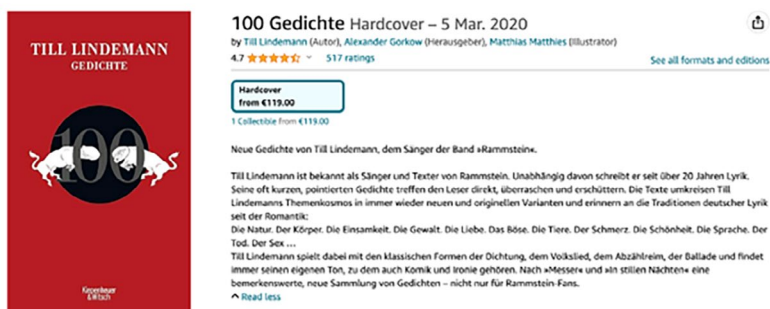 TILL LINDEMANN
GEDICHTE
100
Kiepenheuer
&Witsch
100 Gedichte Hardcover – 5 Mar. 2020
by Till Lindemann (Autor), Alexander Gorkow (Herausgeber), Matthias Matthies (Illustrator)
4.7 517 ratings
See all formats and editions
Hardcover
from €119.00
1 Collectible from €119.00
Neue Gedichte von Till Lindemann, dem Sänger der Band »Rammstein«.
Till Lindemann ist bekannt als Sänger und Texter von Rammstein. Unabhängig davon schreibt er seit über 20 Jahren Lyrik.
Seine oft kurzen, pointierten Gedichte treffen den Leser direkt, überraschen und erschüttern. Die Texte umkreisen Till
Lindemanns Themenkosmos in immer wieder neuen und originellen Varianten und erinnern an die Traditionen deutscher Lyrik
seit der Romantik:
Die Natur. Der Körper. Die Einsamkeit. Die Gewalt. Die Liebe. Das Böse. Die Tiere. Der Schmerz. Die Schönheit. Die Sprache. Der
Tod. Der Sex ...
Till Lindemann spielt dabei mit den klassischen Formen der Dichtung, dem Volkslied, dem Abzählreim, der Ballade und findet
immer seinen eigenen Ton, zu dem auch Komik und Ironie gehören. Nach »Messer« und »In stillen Nächten« eine
bemerkenswerte, neue Sammlung von Gedichten – nicht nur für Rammstein-Fans.
Read less